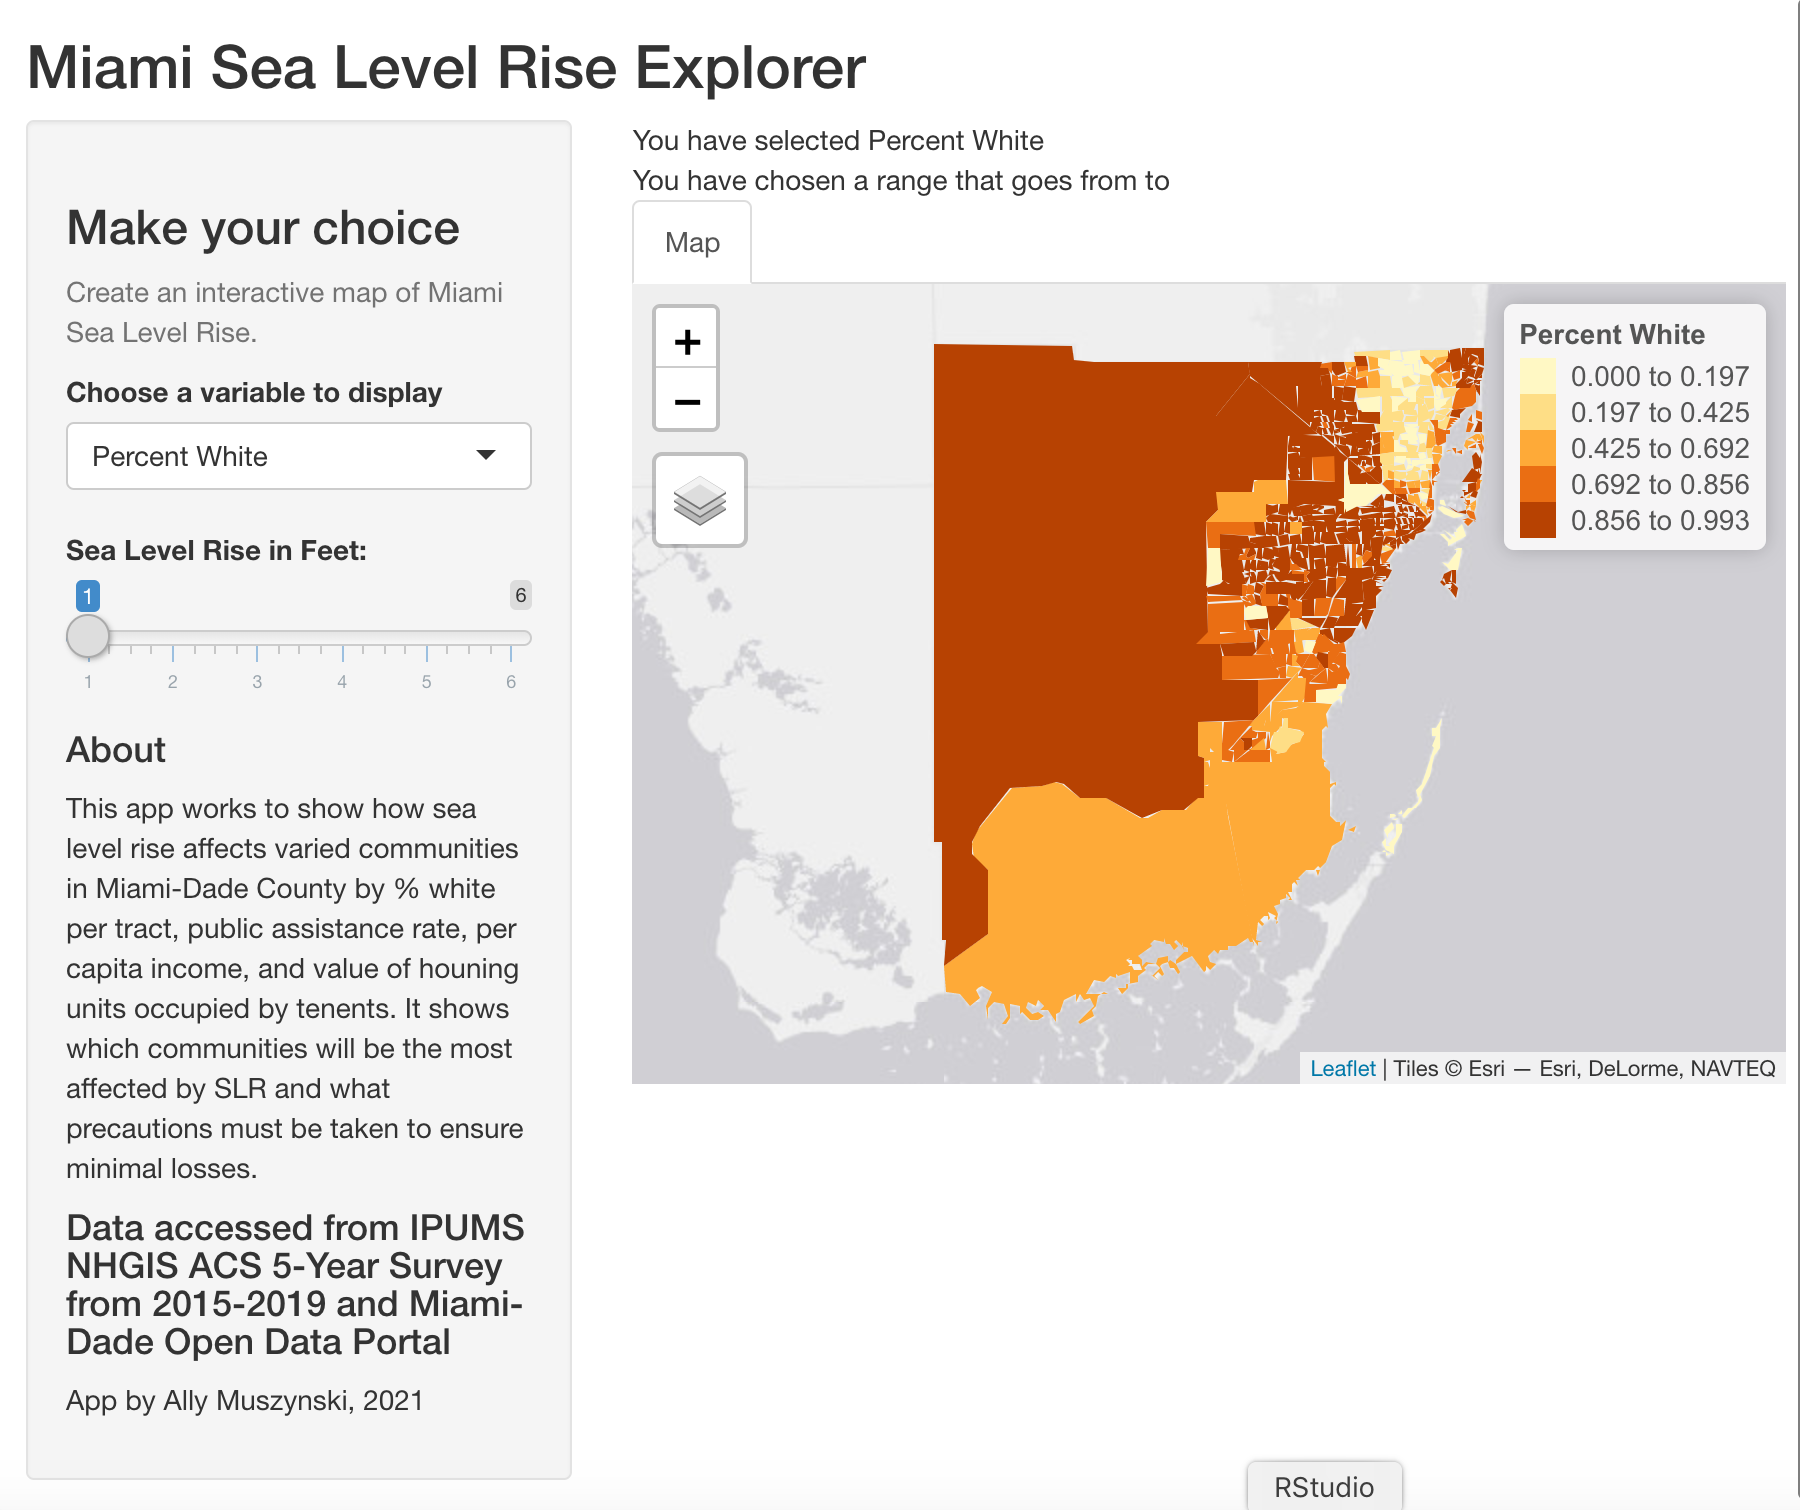 Miami Sea Level Rise Explorer
Make your choice
Create an interactive map of Miami
Sea Level Rise.
Choose a variable to display
Percent White
Sea Level Rise in Feet:
1
6
1 2 3 4 5 6
About
This app works to show how sea
level rise affects varied communities
in Miami-Dade County by % white
per tract, public assistance rate, per
capita income, and value of houning
units occupied by tenents. It shows
which communities will be the most
affected by SLR and what
precautions must be taken to ensure
minimal losses.
Data accessed from IPUMS
NHGIS ACS 5-Year Survey
from 2015-2019 and Miami-
Dade Open Data Portal
App by Ally Muszynski, 2021
You have selected Percent White
You have chosen a range that goes from to
Map
+
−
Percent White
0.000 to 0.197
0.197 to 0.425
0.425 to 0.692
0.692 to 0.856
0.856 to 0.993
Leaflet | Tiles © Esri — Esri, DeLorme, NAVTEQ
RStudio